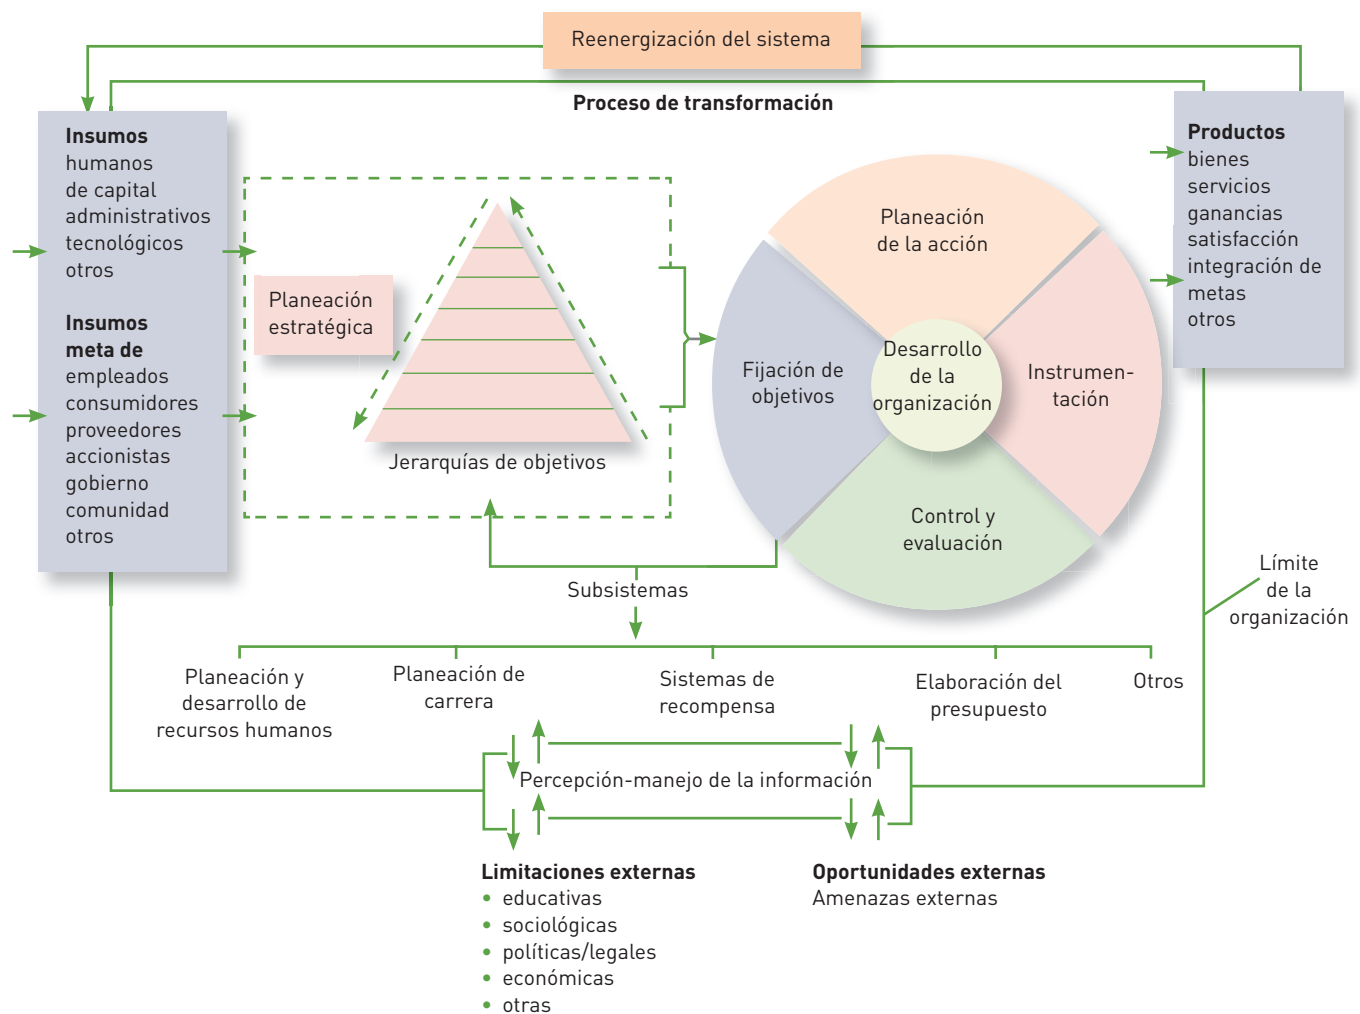 Reenergización del sistema
Proceso de transformación
Insumos
humanos
de capital
administrativos
tecnológicos
otros
Insumos
meta de
empleados
consumidores
proveedores
accionistas
gobierno
comunidad
otros
Planeación
estratégica
Jerarquías de objetivos
Planeación
de la acción
Fijación de
objetivos
Desarrollo
de la
organización
Instrumen-
tación
Control y
evaluación
Productos
bienes
servicios
ganancias
satisfacción
integración de
metas
otros
Límite
de la
organización
Subsistemas
Planeación y
desarrollo de
recursos humanos
Planeación de
carrera
Sistemas de
recompensa
Elaboración del
presupuesto
Otros
Percepción-manejo de la información
Limitaciones externas
• educativas
• sociológicas
• políticas/legales
• económicas
• otras
Oportunidades externas
Amenazas externas